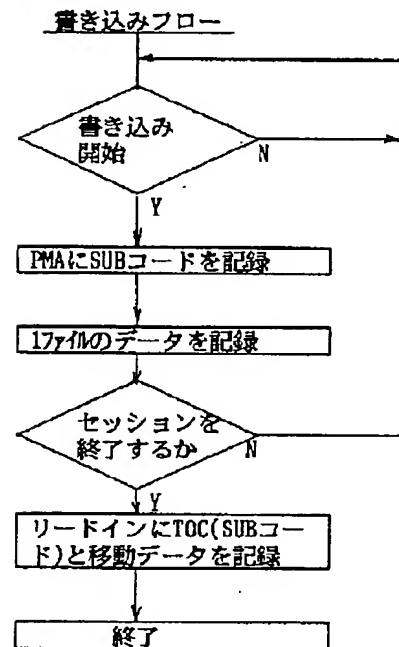 書き込みフロー
書き込み
開始
N
Y
PMAにSUBコードを記録
1ファイルのデータを記録
セッションを
終了するか
N
Y
リードインにTOC(SUBコー
ド)と移動データを記録
終了